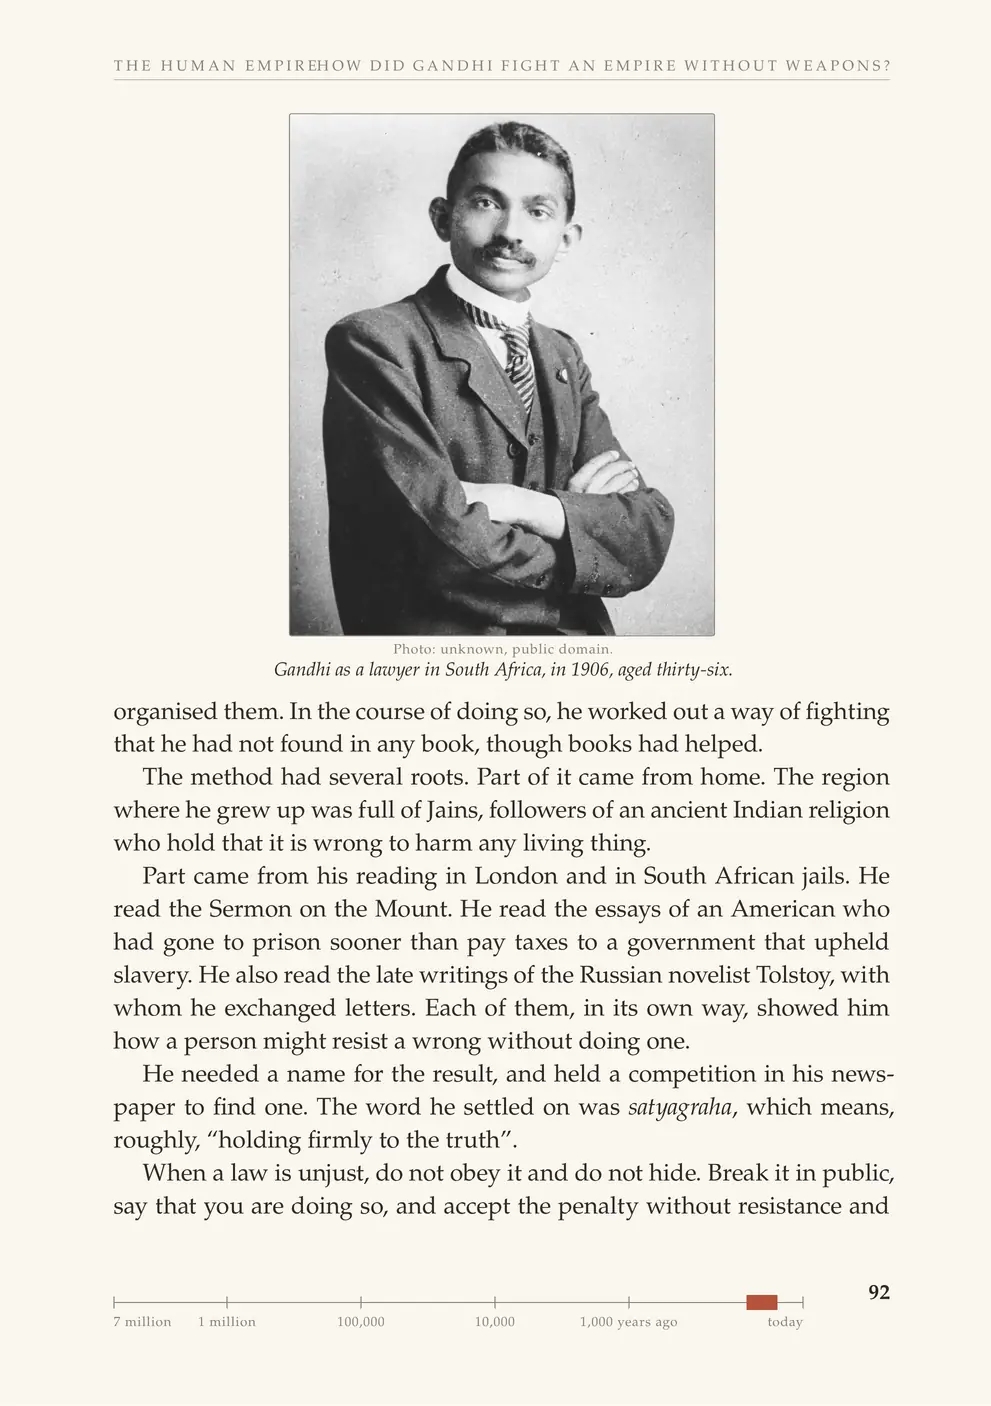 THE HUMAN EMPIREHOW DID GANDHI FIGHT AN EMPIRE WITHOUT WEAPONS?
Photo: unknown, public domain.
Gandhi as a lawyer in South Africa, in 1906, aged thirty-six.
organised them. In the course of doing so, he worked out a way of fighting
that he had not found in any book, though books had helped.
The method had several roots. Part of it came from home. The region
where he grew up was full of Jains, followers of an ancient Indian religion
who hold that it is wrong to harm any living thing.
Part came from his reading in London and in South African jails. He
read the Sermon on the Mount. He read the essays of an American who
had gone to prison sooner than pay taxes to a government that upheld
slavery. He also read the late writings of the Russian novelist Tolstoy, with
whom he exchanged letters. Each of them, in its own way, showed him
how a person might resist a wrong without doing one.
He needed a name for the result, and held a competition in his news-
paper to find one. The word he settled on was satyagraha, which means,
roughly, “holding firmly to the truth”.
When a law is unjust, do not obey it and do not hide. Break it in public,
say that you are doing so, and accept the penalty without resistance and
92
7 million 1 million 100,000 10,000 1,000 years ago today